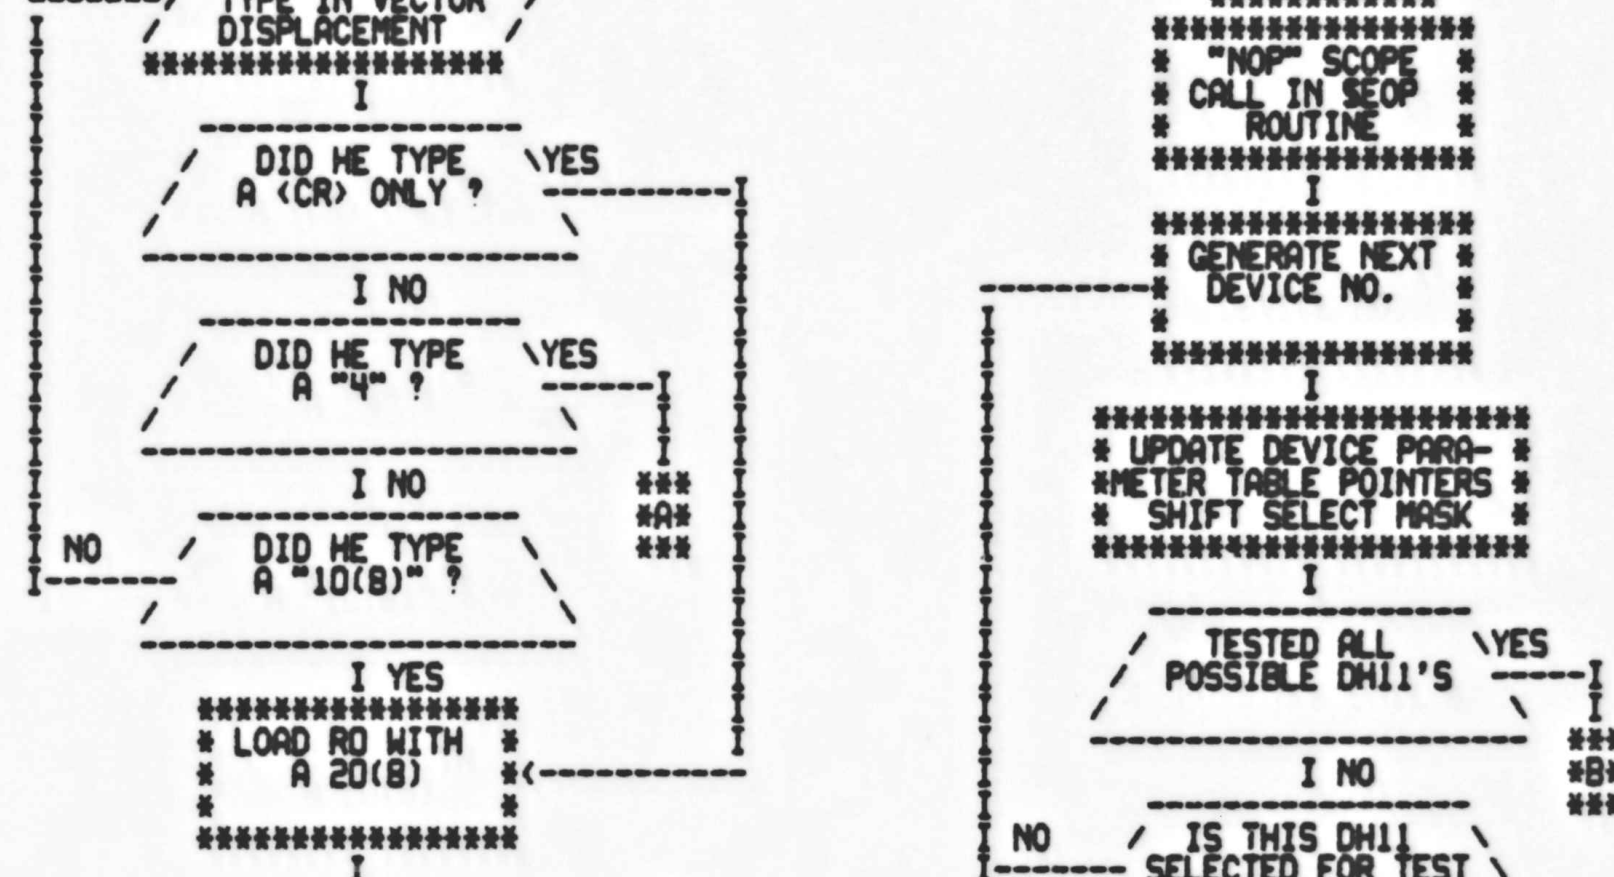 TYPE IN VECTOR
DISPLACEMENT
DID HE TYPE
A <CR> ONLY ?
YES
NO
DID HE TYPE
A "4" ?
YES
*A*
NO
DID HE TYPE
A "10(8)" ?
NO
YES
LOAD R0 WITH
A 20(8)
"NOP" SCOPE
CALL IN $EOP
ROUTINE
GENERATE NEXT
DEVICE NO.
UPDATE DEVICE PARA-
METER TABLE POINTERS
SHIFT SELECT MASK
TESTED ALL
POSSIBLE DH11'S
YES
*B*
NO
IS THIS DH11
SELECTED FOR TEST
NO